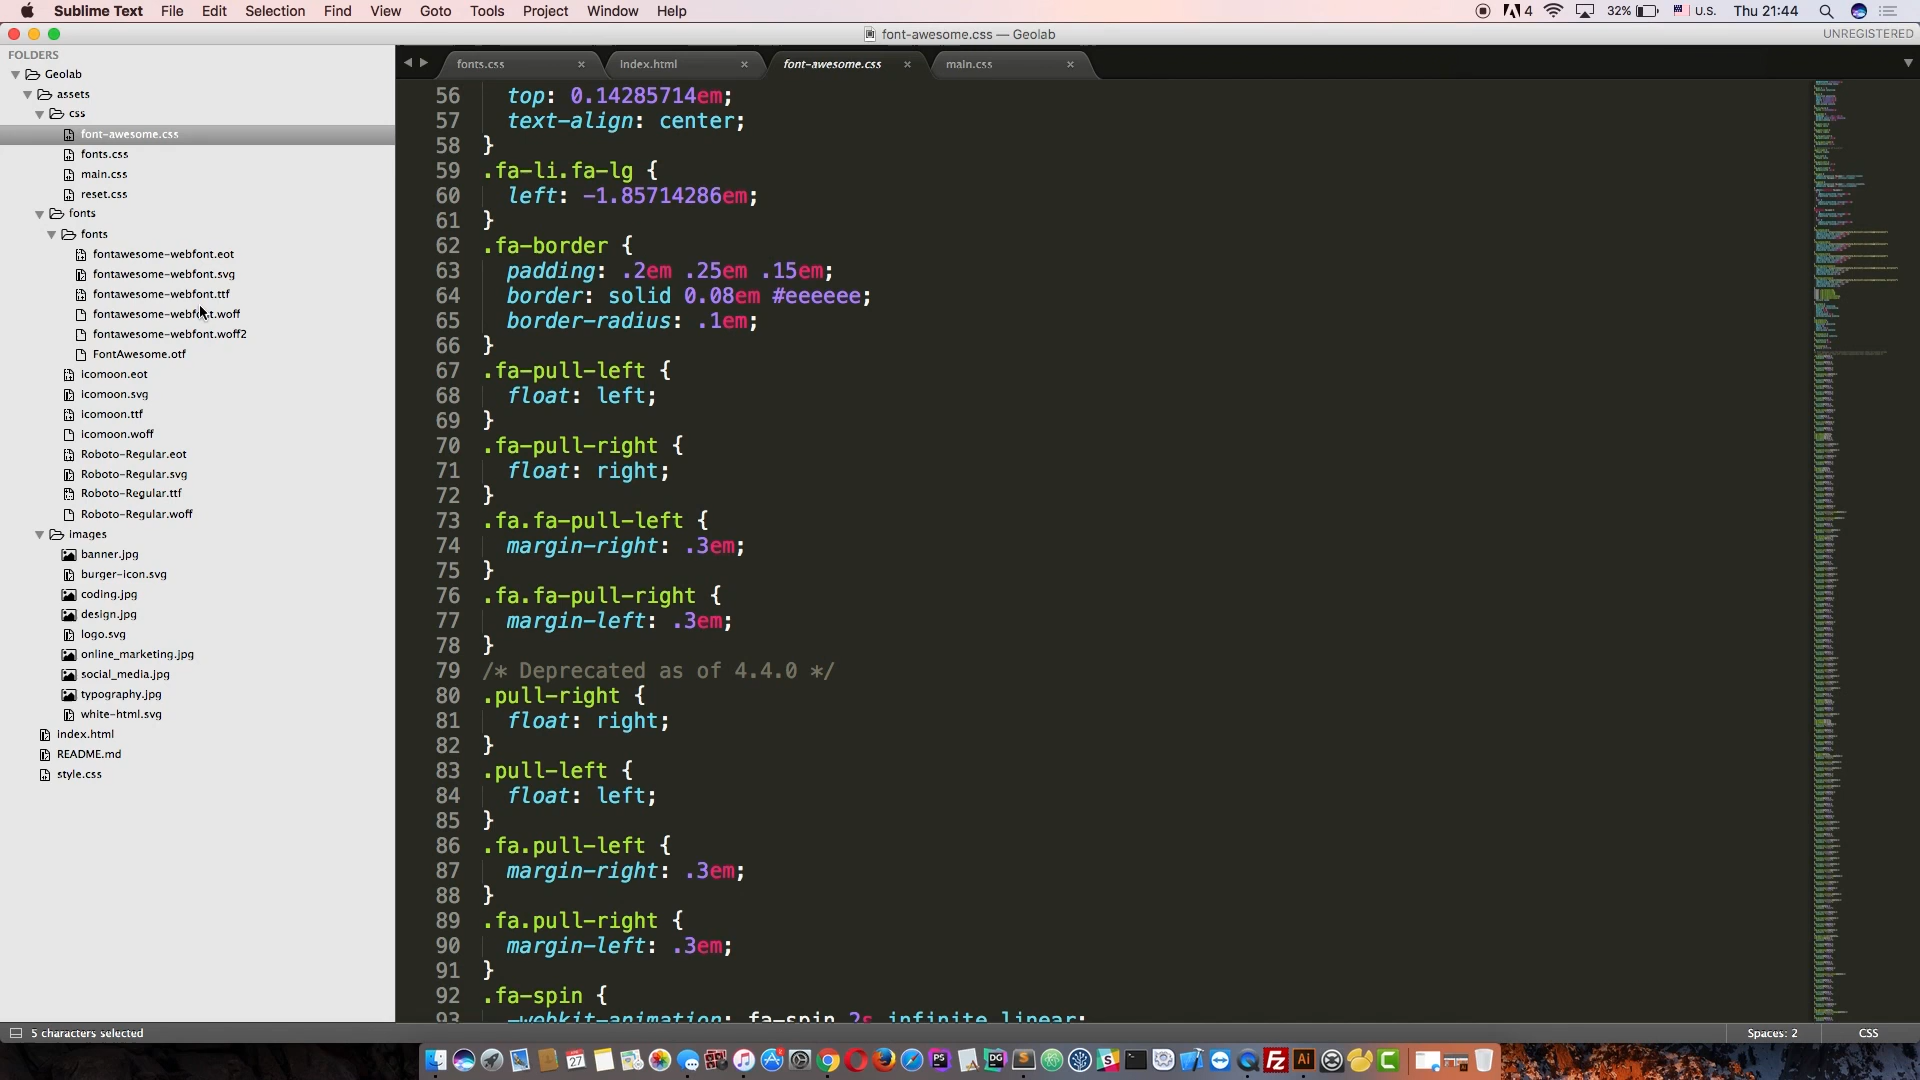 Sublime Text File Edit Selection Find View Goto Tools Project Window Help
4 32% U.S. Thu 21:44
font-awesome.css — Geolab
UNREGISTERED
FOLDERS
Geolab
assets
css
font-awesome.css
fonts.css
main.css
reset.css
fonts
fonts
fontawesome-webfont.eot
fontawesome-webfont.svg
fontawesome-webfont.ttf
fontawesome-webfont.woff
fontawesome-webfont.woff2
FontAwesome.otf
icomoon.eot
icomoon.svg
icomoon.ttf
icomoon.woff
Roboto-Regular.eot
Roboto-Regular.svg
Roboto-Regular.ttf
Roboto-Regular.woff
images
banner.jpg
burger-icon.svg
coding.jpg
design.jpg
logo.svg
online_marketing.jpg
social_media.jpg
typography.jpg
white-html.svg
index.html
README.md
style.css
fonts.css × index.html × font-awesome.css × main.css ×
56 top: 0.14285714em;
57 text-align: center;
58 }
59 .fa-li.fa-lg {
60 left: -1.85714286em;
61 }
62 .fa-border {
63 padding: .2em .25em .15em;
64 border: solid 0.08em #eeeeee;
65 border-radius: .1em;
66 }
67 .fa-pull-left {
68 float: left;
69 }
70 .fa-pull-right {
71 float: right;
72 }
73 .fa.fa-pull-left {
74 margin-right: .3em;
75 }
76 .fa.fa-pull-right {
77 margin-left: .3em;
78 }
79 /* Deprecated as of 4.4.0 */
80 .pull-right {
81 float: right;
82 }
83 .pull-left {
84 float: left;
85 }
86 .fa.pull-left {
87 margin-right: .3em;
88 }
89 .fa.pull-right {
90 margin-left: .3em;
91 }
92 .fa-spin {
93 -webkit-animation: fa-spin 2s infinite linear;
5 characters selected
Spaces: 2 CSS